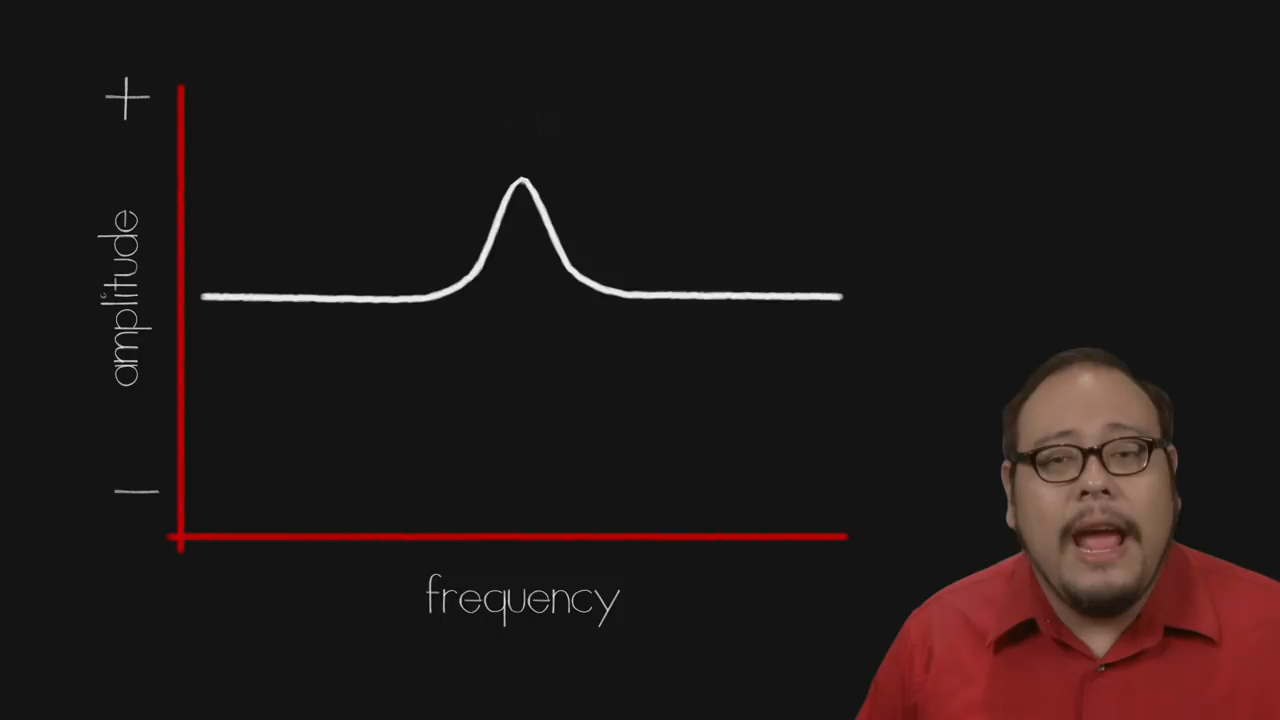 +
amplitude
–
frequency